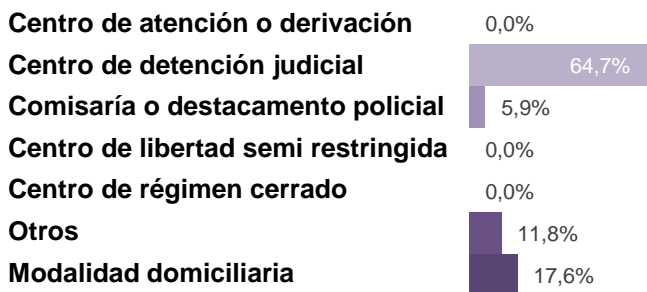 Centro de atención o derivación 0,0%
Centro de detención judicial 64,7%
Comisaría o destacamento policial 5,9%
Centro de libertad semi restringida 0,0%
Centro de régimen cerrado 0,0%
Otros 11,8%
Modalidad domiciliaria 17,6%